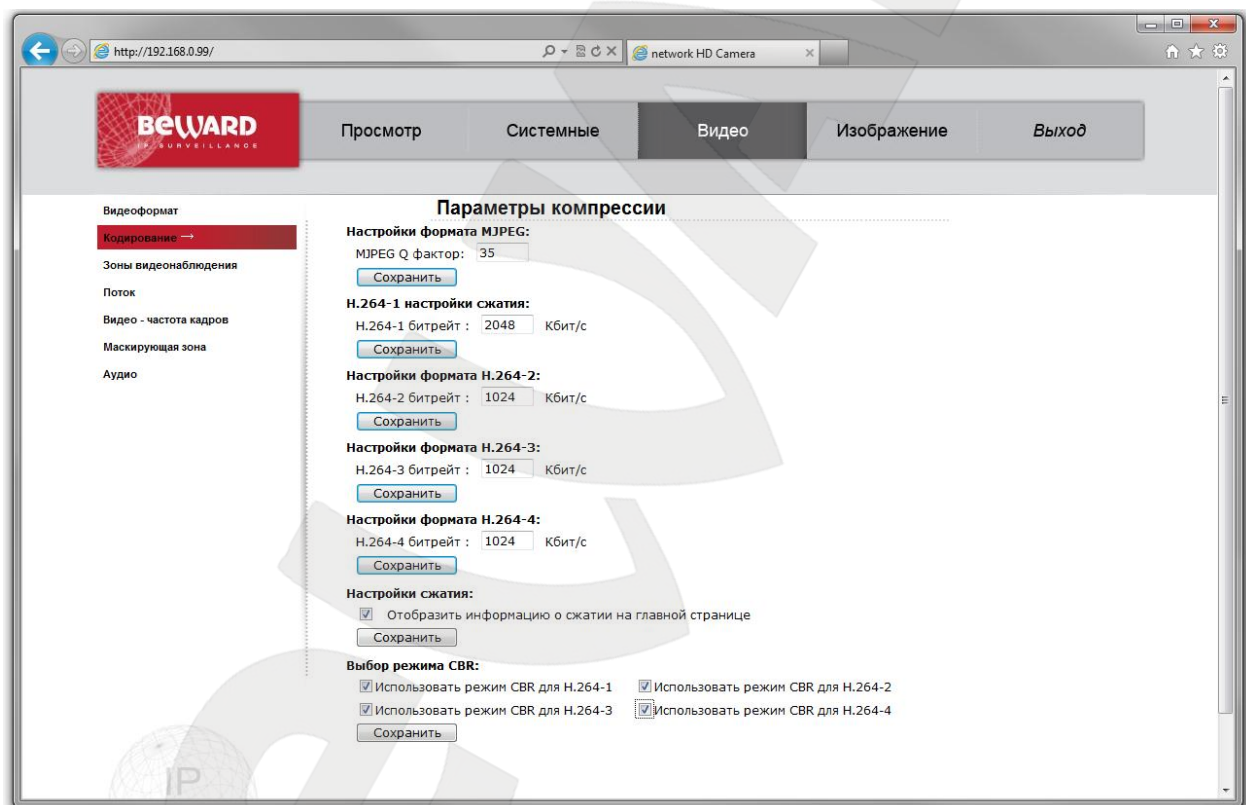 http://192.168.0.99/
network HD Camera
BEWARD
IP SURVEILLANCE
Просмотр
Системные
Видео
Изображение
Выход
Видеоформат
Кодирование →
Зоны видеонаблюдения
Поток
Видео - частота кадров
Маскирующая зона
Аудио
Параметры компрессии
Настройки формата MJPEG:
MJPEG Q фактор: 35
Сохранить
H.264-1 настройки сжатия:
H.264-1 битрейт : 2048 Кбит/с
Сохранить
Настройки формата H.264-2:
H.264-2 битрейт : 1024 Кбит/с
Сохранить
Настройки формата H.264-3:
H.264-3 битрейт : 1024 Кбит/с
Сохранить
Настройки формата H.264-4:
H.264-4 битрейт : 1024 Кбит/с
Сохранить
Настройки сжатия:
Отобразить информацию о сжатии на главной странице
Сохранить
Выбор режима CBR:
Использовать режим CBR для H.264-1 Использовать режим CBR для H.264-2
Использовать режим CBR для H.264-3 Использовать режим CBR для H.264-4
Сохранить
IP